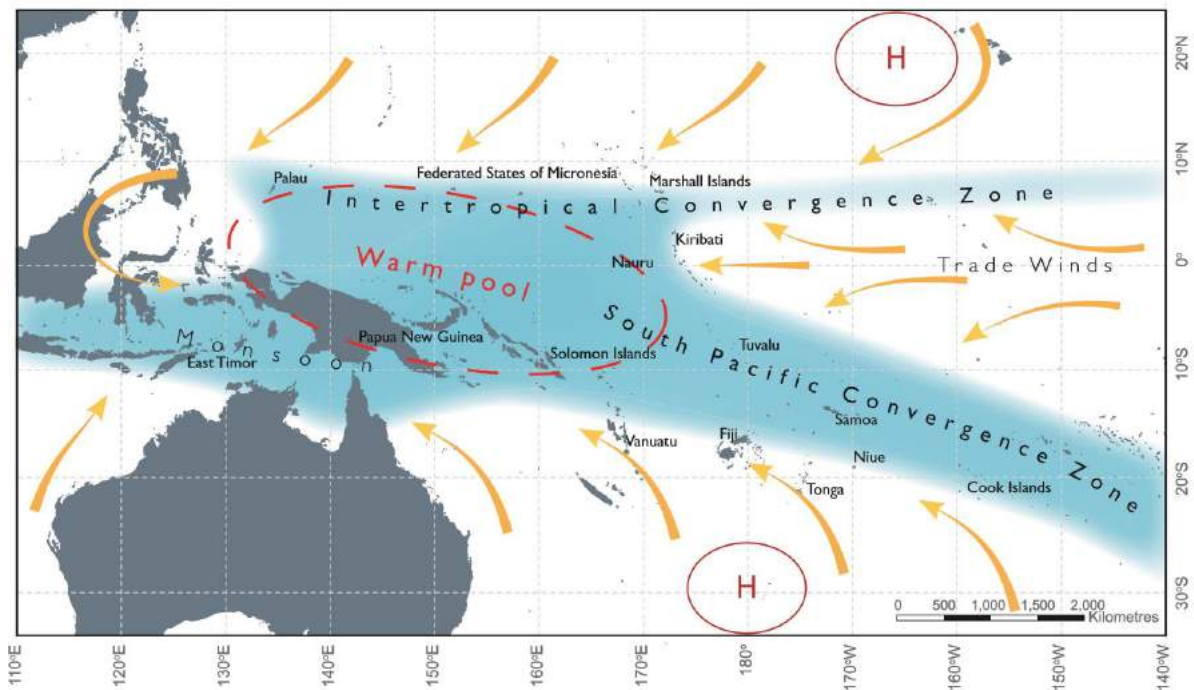 H
20°N
10°N
0°
10°S
20°S
30°S
Palau
Federated States of Micronesia
Marshall Islands
Intertropical Convergence Zone
Kiribati
Warm pool
Nauru
Trade Winds
South Pacific Convergence Zone
Monsoon
East Timor
Papua New Guinea
Solomon Islands
Tuvalu
Samoa
Vanuatu
Fiji
Niue
Tonga
Cook Islands
H
0 500 1,000 1,500 2,000
Kilometres
110°E 120°E 130°E 140°E 150°E 160°E 170°E 180° 170°W 160°W 150°W 140°W